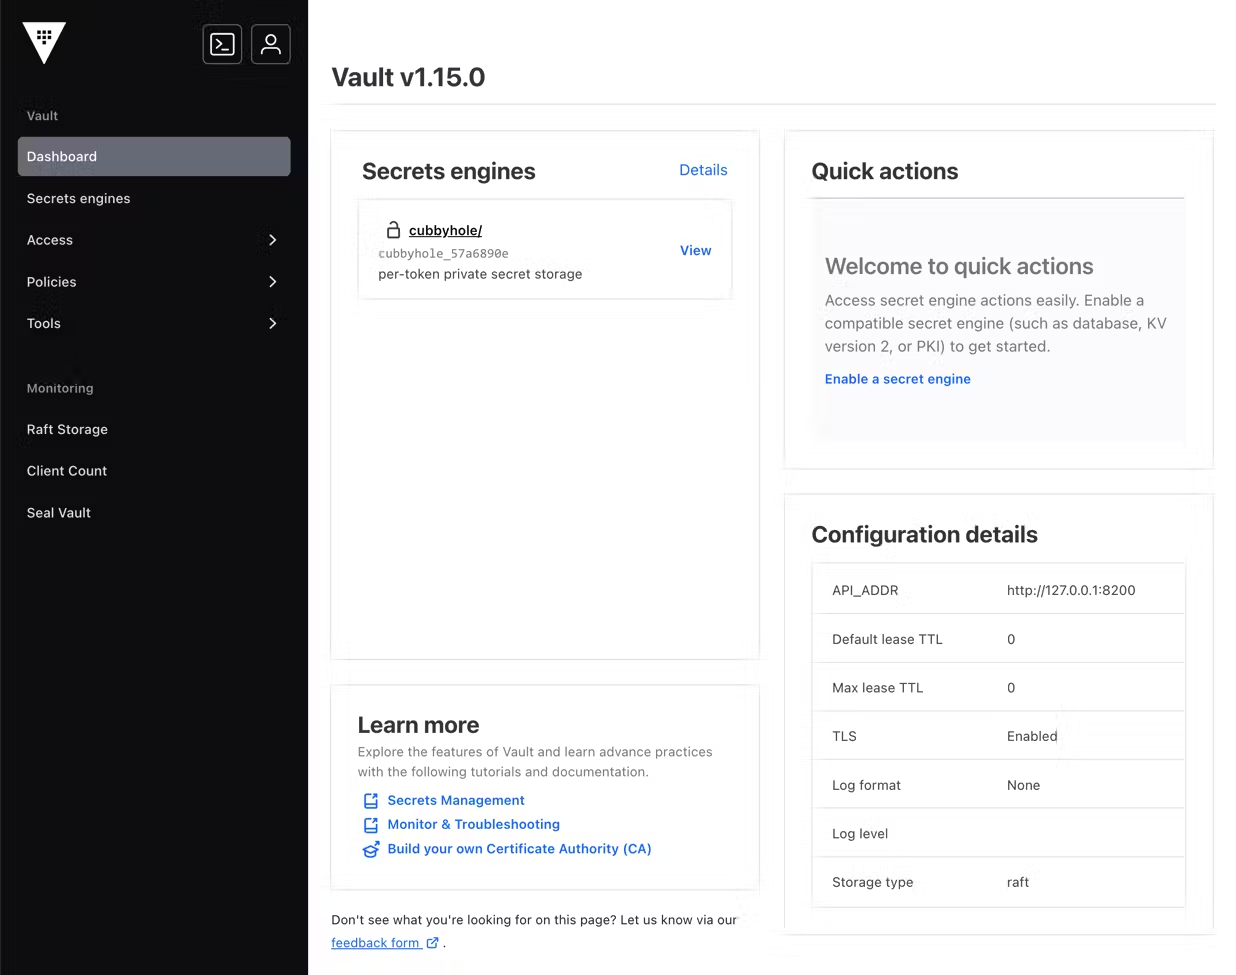 Vault
Dashboard
Secrets engines
Access
Policies
Tools
Monitoring
Raft Storage
Client Count
Seal Vault
Vault v1.15.0
Secrets engines
Details
cubbyhole/
cubbyhole_57a6890e
per-token private secret storage
View
Learn more
Explore the features of Vault and learn advance practices
with the following tutorials and documentation.
Secrets Management
Monitor & Troubleshooting
Build your own Certificate Authority (CA)
Don't see what you're looking for on this page? Let us know via our
feedback form .
Quick actions
Welcome to quick actions
Access secret engine actions easily. Enable a
compatible secret engine (such as database, KV
version 2, or PKI) to get started.
Enable a secret engine
Configuration details
API_ADDR http://127.0.0.1:8200
Default lease TTL 0
Max lease TTL 0
TLS Enabled
Log format None
Log level
Storage type raft